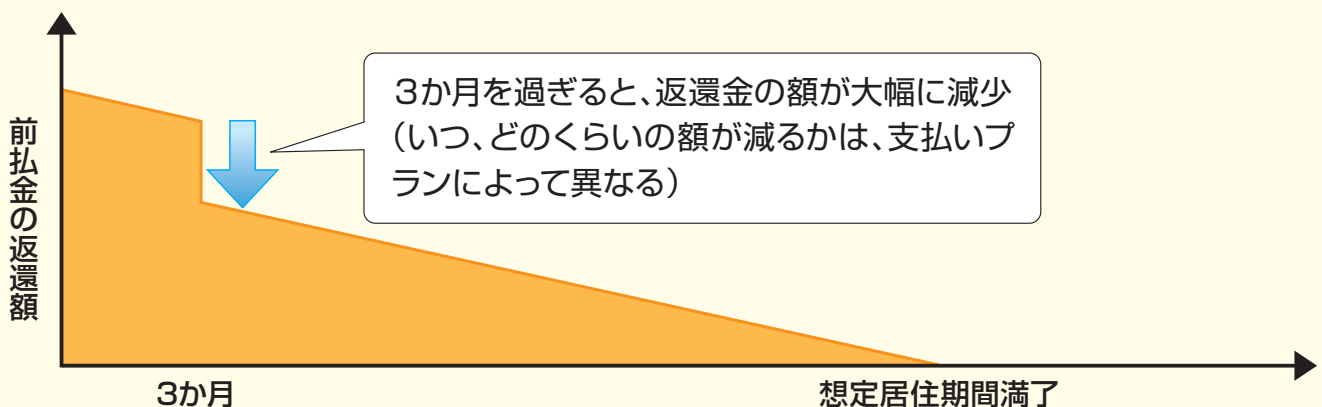 3か月を過ぎると、返還金の額が大幅に減少
（いつ、どのくらいの額が減るかは、支払いプ
ランによって異なる）
前払金の返還額
3か月
想定居住期間満了